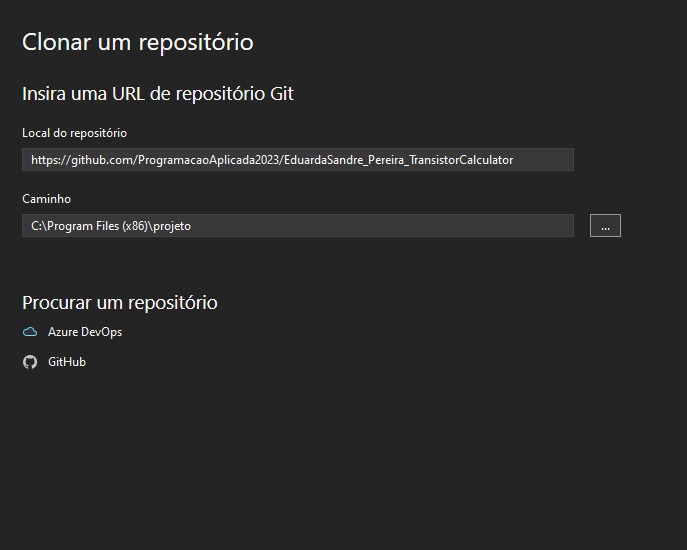 Clonar um repositório
Insira uma URL de repositório Git
Local do repositório
https://github.com/ProgramacaoAplicada2023/EduardaSandre_Pereira_TransistorCalculator
Caminho
C:\Program Files (x86)\projeto
...
Procurar um repositório
Azure DevOps
GitHub